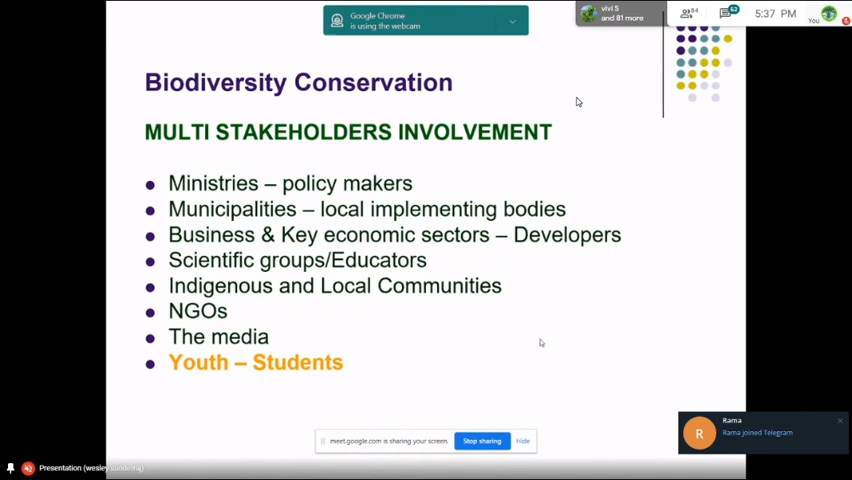 Google Chrome
is using the webcam
vivi 5
and 81 more
84
62
5:37 PM
You
Biodiversity Conservation
MULTI STAKEHOLDERS INVOLVEMENT
Ministries – policy makers
Municipalities – local implementing bodies
Business & Key economic sectors – Developers
Scientific groups/Educators
Indigenous and Local Communities
NGOs
The media
Youth – Students
Rama
R
Rama joined Telegram
meet.google.com is sharing your screen.
Stop sharing
Hide
Presentation (wesley